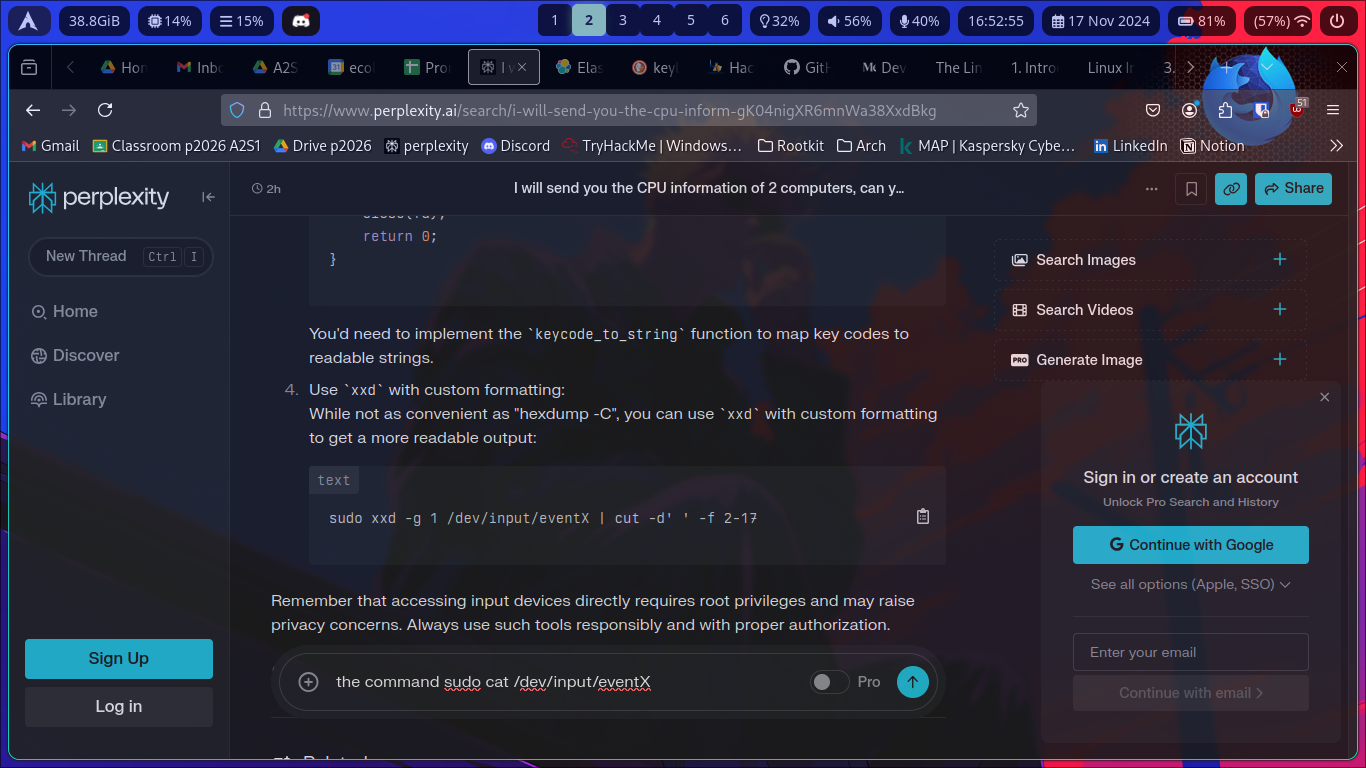 38.8GiB 14% 15% 1 2 3 4 5 6 32% 56% 40% 16:52:55 17 Nov 2024 81% (57%)
Hor Inbo A2S ecol Pror I w Elas keyl Hac GitH Dev The Lin 1. Intro Linux In 3.
https://www.perplexity.ai/search/i-will-send-you-the-cpu-inform-gK04nigXR6mnWa38XxdBkg 51
Gmail Classroom p2026 A2S1 Drive p2026 perplexity Discord TryHackMe | Windows... Rootkit Arch MAP | Kaspersky Cybe... LinkedIn Notion
perplexity
2h I will send you the CPU information of 2 computers, can y... Share
New Thread Ctrl I
Home
Discover
Library
Sign Up
Log in
return 0;
}
You'd need to implement the `keycode_to_string` function to map key codes to
readable strings.
4. Use `xxd` with custom formatting:
While not as convenient as "hexdump -C", you can use `xxd` with custom formatting
to get a more readable output:
text
sudo xxd -g 1 /dev/input/eventX | cut -d' ' -f 2-17
Remember that accessing input devices directly requires root privileges and may raise
privacy concerns. Always use such tools responsibly and with proper authorization.
the command sudo cat /dev/input/eventX Pro
Search Images
Search Videos
PRO Generate Image
Sign in or create an account
Unlock Pro Search and History
Continue with Google
See all options (Apple, SSO)
Enter your email
Continue with email